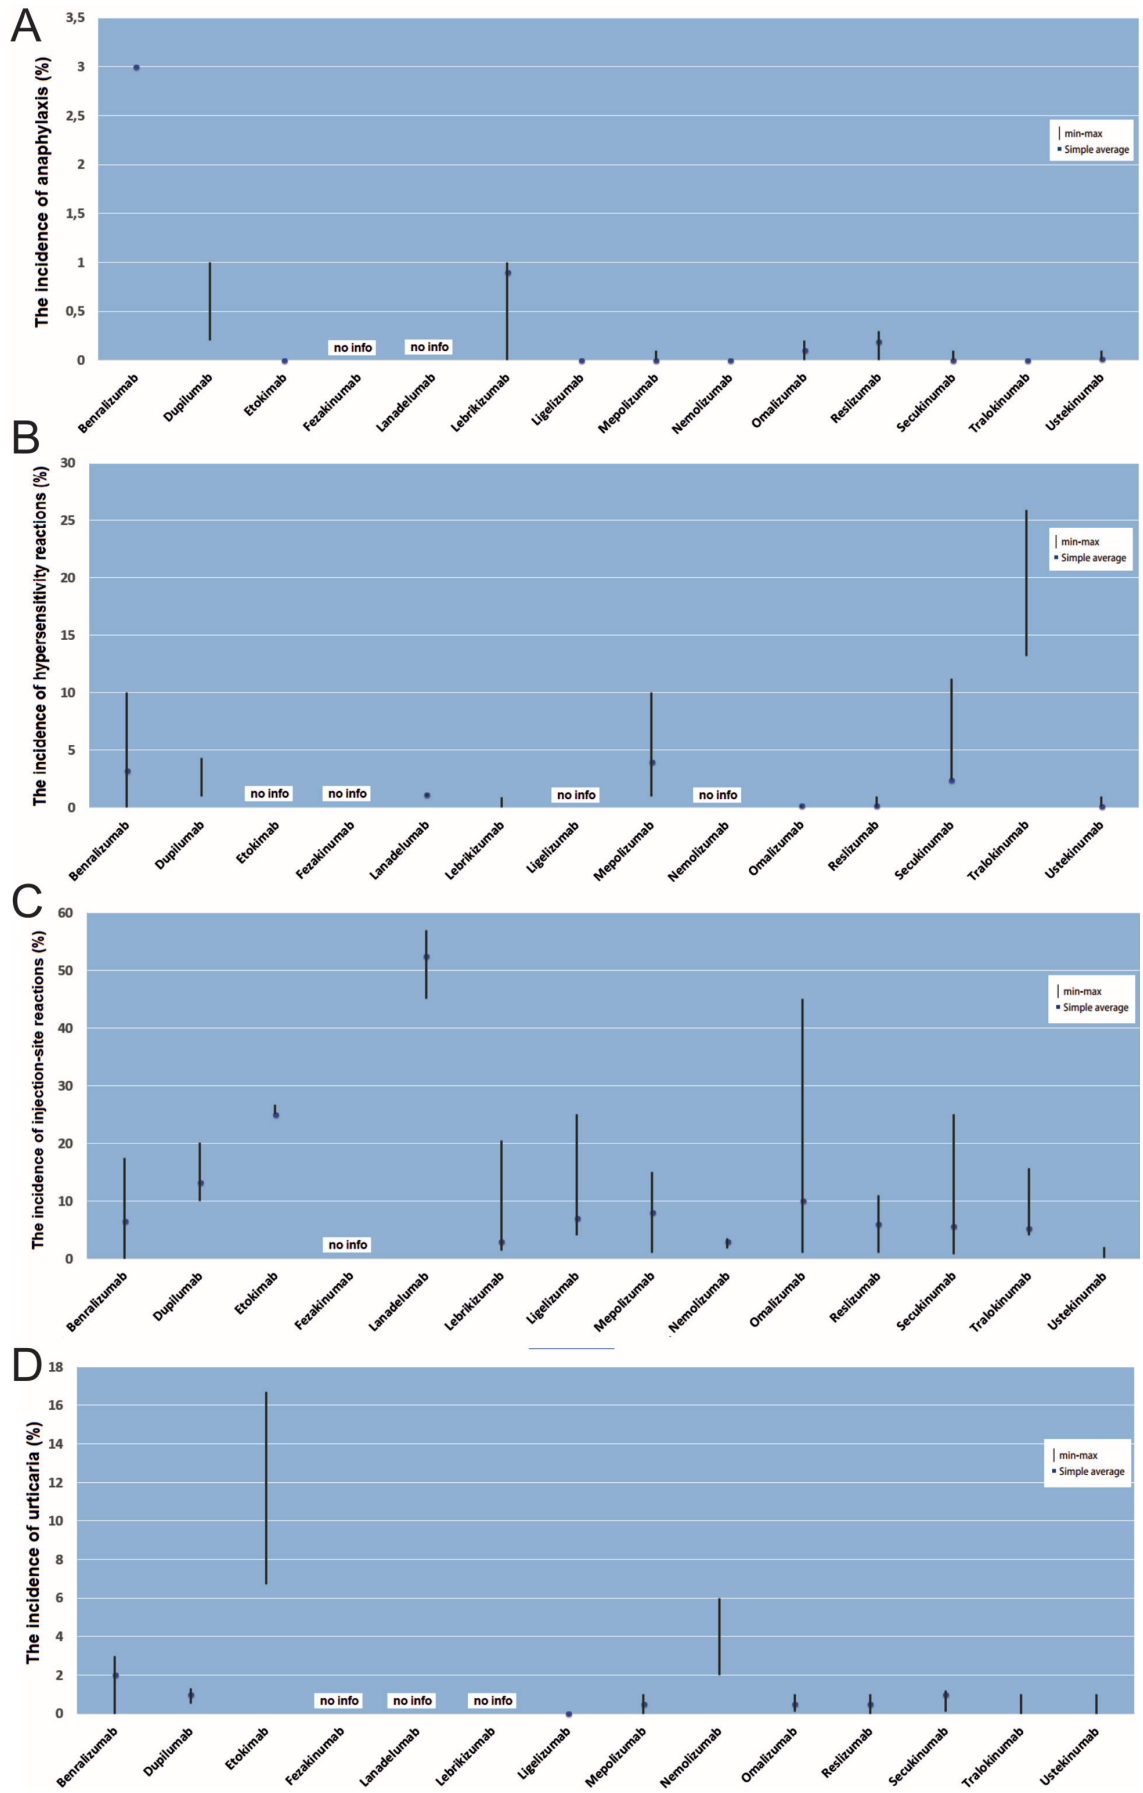 A
The incidence of anaphylaxis (%)
3,5
3
2,5
2
1,5
1
0,5
0
min-max
Simple average
no info
no info
Benralizumab
Dupilumab
Etokimab
Fezakinumab
Lanadelumab
Lebrikizumab
Ligelizumab
Mepolizumab
Nemolizumab
Omalizumab
Reslizumab
Secukinumab
Tralokinumab
Ustekinumab
B
The incidence of hypersensitivity reactions (%)
30
25
20
15
10
5
0
min-max
Simple average
no info
no info
no info
no info
Benralizumab
Dupilumab
Etokimab
Fezakinumab
Lanadelumab
Lebrikizumab
Ligelizumab
Mepolizumab
Nemolizumab
Omalizumab
Reslizumab
Secukinumab
Tralokinumab
Ustekinumab
C
The incidence of injection-site reactions (%)
60
50
40
30
20
10
0
min-max
Simple average
no info
Benralizumab
Dupilumab
Etokimab
Fezakinumab
Lanadelumab
Lebrikizumab
Ligelizumab
Mepolizumab
Nemolizumab
Omalizumab
Reslizumab
Secukinumab
Tralokinumab
Ustekinumab
D
The incidence of urticaria (%)
18
16
14
12
10
8
6
4
2
0
min-max
Simple average
no info
no info
no info
Benralizumab
Dupilumab
Etokimab
Fezakinumab
Lanadelumab
Lebrikizumab
Ligelizumab
Mepolizumab
Nemolizumab
Omalizumab
Reslizumab
Secukinumab
Tralokinumab
Ustekinumab